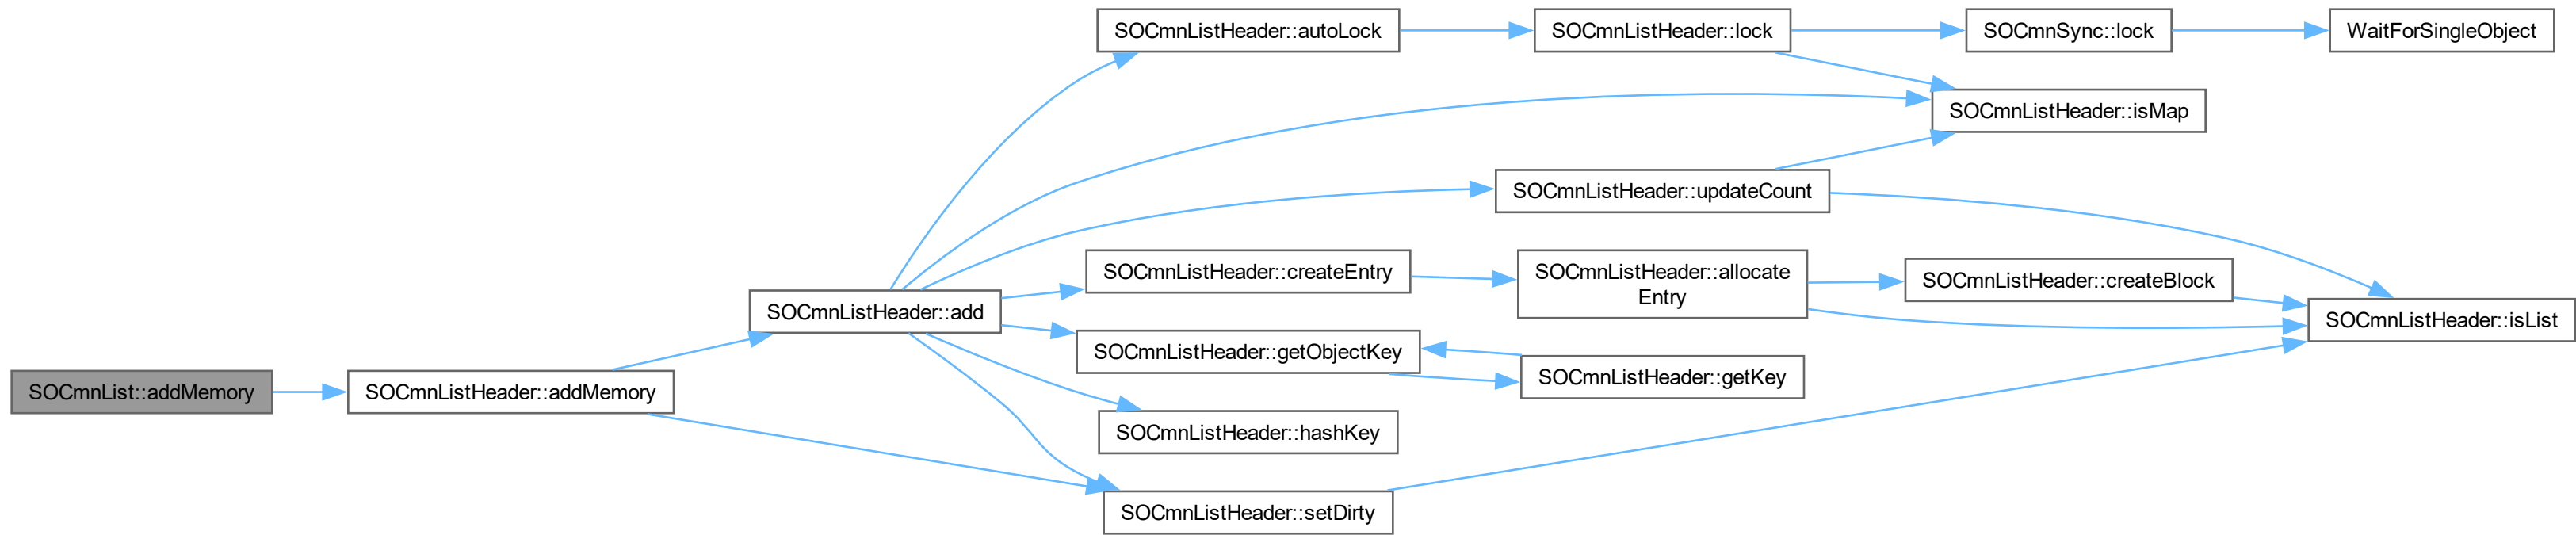 SOCmnList::addMemory
SOCmnListHeader::addMemory
SOCmnListHeader::add
SOCmnListHeader::autoLock
SOCmnListHeader::lock
SOCmnSync::lock
WaitForSingleObject
SOCmnListHeader::isMap
SOCmnListHeader::updateCount
SOCmnListHeader::createEntry
SOCmnListHeader::allocate
Entry
SOCmnListHeader::createBlock
SOCmnListHeader::isList
SOCmnListHeader::getObjectKey
SOCmnListHeader::getKey
SOCmnListHeader::hashKey
SOCmnListHeader::setDirty